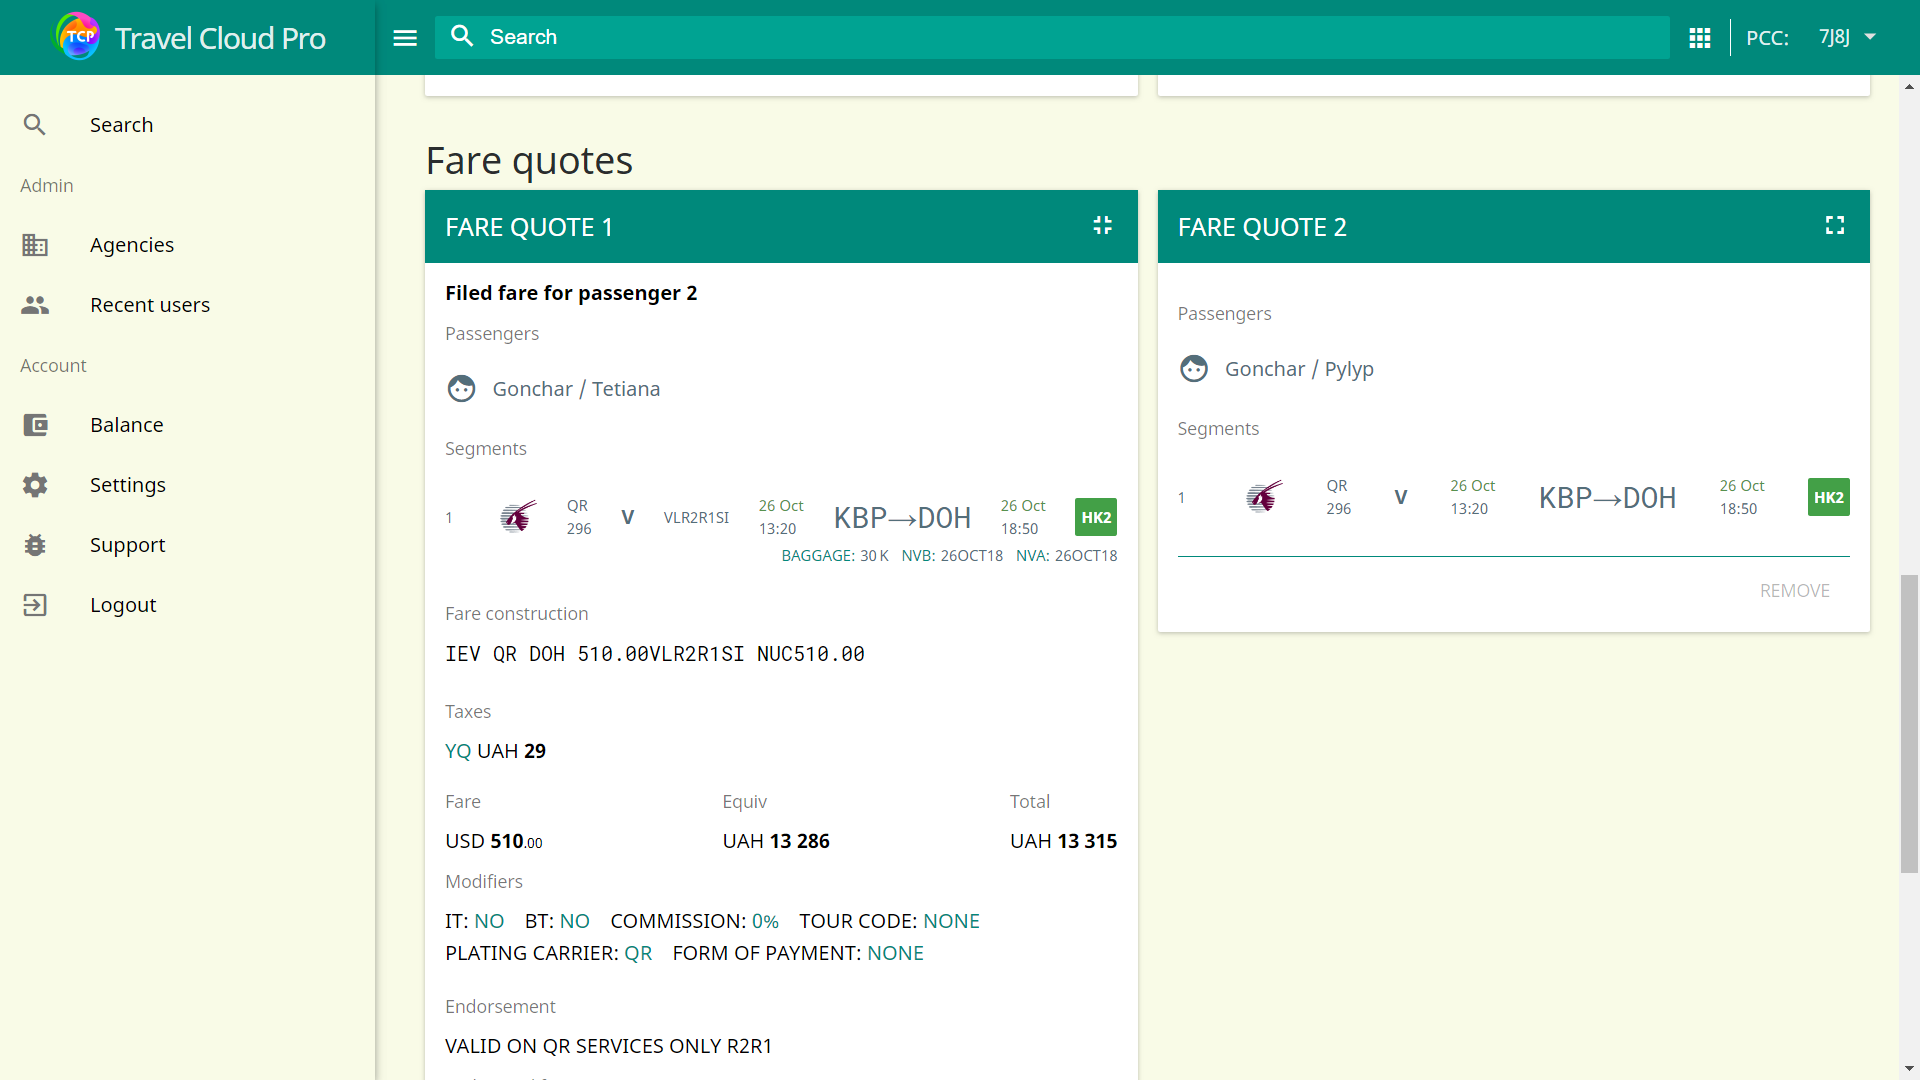 TCP
Travel Cloud Pro
Search
PCC:
7J8J
Search
Admin
Agencies
Recent users
Account
Balance
Settings
Support
Logout
Fare quotes
FARE QUOTE 1
Filed fare for passenger 2
Passengers
Gonchar / Tetiana
Segments
1 QR 296 V VLR2R1SI 26 Oct 13:20 KBP→DOH 26 Oct 18:50 HK2
BAGGAGE: 30 K NVB: 26OCT18 NVA: 26OCT18
Fare construction
IEV QR DOH 510.00VLR2R1SI NUC510.00
Taxes
YQ UAH 29
Fare Equiv Total
USD 510.00 UAH 13 286 UAH 13 315
Modifiers
IT: NO BT: NO COMMISSION: 0% TOUR CODE: NONE
PLATING CARRIER: QR FORM OF PAYMENT: NONE
Endorsement
VALID ON QR SERVICES ONLY R2R1
FARE QUOTE 2
Passengers
Gonchar / Pylyp
Segments
1 QR 296 V 26 Oct 13:20 KBP→DOH 26 Oct 18:50 HK2
REMOVE